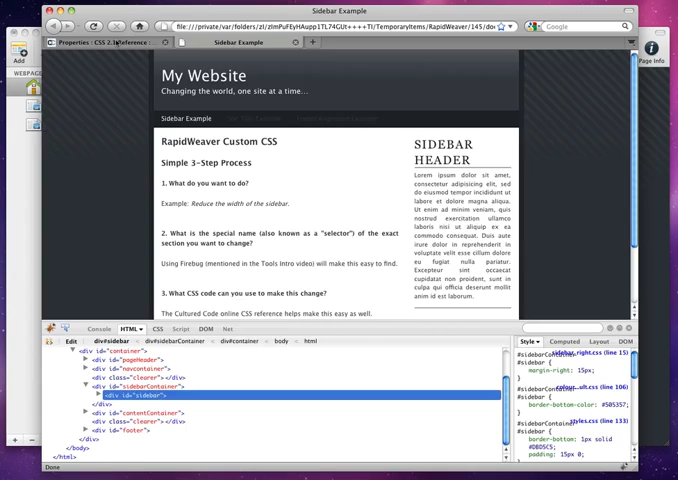 Sidebar Example
file:///private/var/folders/zl/
TemporaryItems/RapidWeaver/145/do
Google
Properties : CSS 2.1 Reference :
Sidebar Example
Add
Page Info
WEBPAGE
My Website
Changing the world, one site at a time...
Sidebar Example
RapidWeaver Custom CSS
Simple 3-Step Process
1. What do you want to do?
Example: Reduce the width of the sidebar.
2. What is the special name (also known as a "selector") of the exact
section you want to change?
Using Firebug (mentioned in the Tools Intro video) will make this easy to find.
3. What CSS code can you use to make this change?
The Cultured Code online CSS reference helps make this easy as well.
SIDEBAR
HEADER
Lorem ipsum dolor sit amet,
consectetur adipisicing elit, sed
do eiusmod tempor incididunt ut
labore et dolore magna aliqua.
Ut enim ad minim veniam, quis
nostrud exercitation ullamco
laboris nisi ut aliquip ex ea
commodo consequat. Duis aute
irure dolor in reprehenderit in
voluptate velit esse cillum dolore
eu fugiat nulla pariatur.
Excepteur sint occaecat
cupidatat non proident, sunt in
culpa qui officia deserunt mollit
anim id est laborum.
Console HTML CSS Script DOM Net
Edit div#sidebar div#sidebarContainer div#container body html
<div id="container">
<div id="pageHeader">
<div id="navcontainer">
<div class="clearer"></div>
<div id="sidebarContainer">
<div id="sidebar">
</div>
<div id="contentContainer">
<div class="clearer"></div>
<div id="footer">
</div>
</body>
</html>
Style Computed Layout DOM
#sidebarContainer sidebar_right.css (line 15)
margin-right: 15px;
}
#sidebarContainer
#sidebar {
border-bottom-color: #505357;
}
#sidebarContainer styles.css (line 133)
#sidebar {
border-bottom: 1px solid
#DBD5C5;
padding: 15px 0;
Done